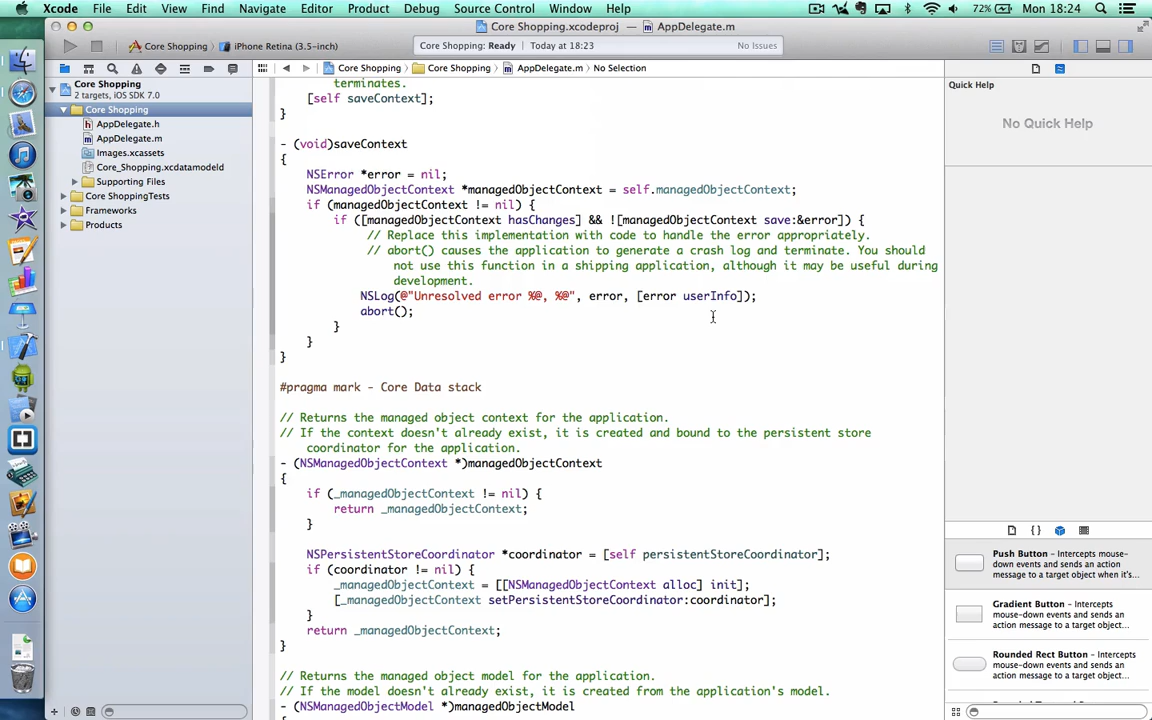 Xcode File Edit View Find Navigate Editor Product Debug Source Control Window Help 72% Mon 18:24
Core Shopping.xcodeproj — AppDelegate.m
Core Shopping iPhone Retina (3.5-inch) Core Shopping: Ready Today at 18:23 No Issues
Core Shopping Core Shopping AppDelegate.m No Selection
Core Shopping
2 targets, iOS SDK 7.0
Core Shopping
AppDelegate.h
AppDelegate.m
Images.xcassets
Core_Shopping.xcdatamodeld
Supporting Files
Core ShoppingTests
Frameworks
Products
terminates.
[self saveContext];
}
- (void)saveContext
{
NSError *error = nil;
NSManagedObjectContext *managedObjectContext = self.managedObjectContext;
if (managedObjectContext != nil) {
if ([managedObjectContext hasChanges] && ![managedObjectContext save:&error]) {
// Replace this implementation with code to handle the error appropriately.
// abort() causes the application to generate a crash log and terminate. You should
not use this function in a shipping application, although it may be useful during
development.
NSLog(@"Unresolved error %@, %@", error, [error userInfo]);
abort();
}
}
}
#pragma mark - Core Data stack
// Returns the managed object context for the application.
// If the context doesn't already exist, it is created and bound to the persistent store
coordinator for the application.
- (NSManagedObjectContext *)managedObjectContext
{
if (_managedObjectContext != nil) {
return _managedObjectContext;
}
NSPersistentStoreCoordinator *coordinator = [self persistentStoreCoordinator];
if (coordinator != nil) {
_managedObjectContext = [[NSManagedObjectContext alloc] init];
[_managedObjectContext setPersistentStoreCoordinator:coordinator];
}
return _managedObjectContext;
}
// Returns the managed object model for the application.
// If the model doesn't already exist, it is created from the application's model.
- (NSManagedObjectModel *)managedObjectModel
Quick Help
No Quick Help
{ }
Push Button - Intercepts mouse-
down events and sends an action
message to a target object when it's...
Gradient Button - Intercepts
mouse-down events and sends an
action message to a target object...
Rounded Rect Button - Intercepts
mouse-down events and sends an
action message to a target object...